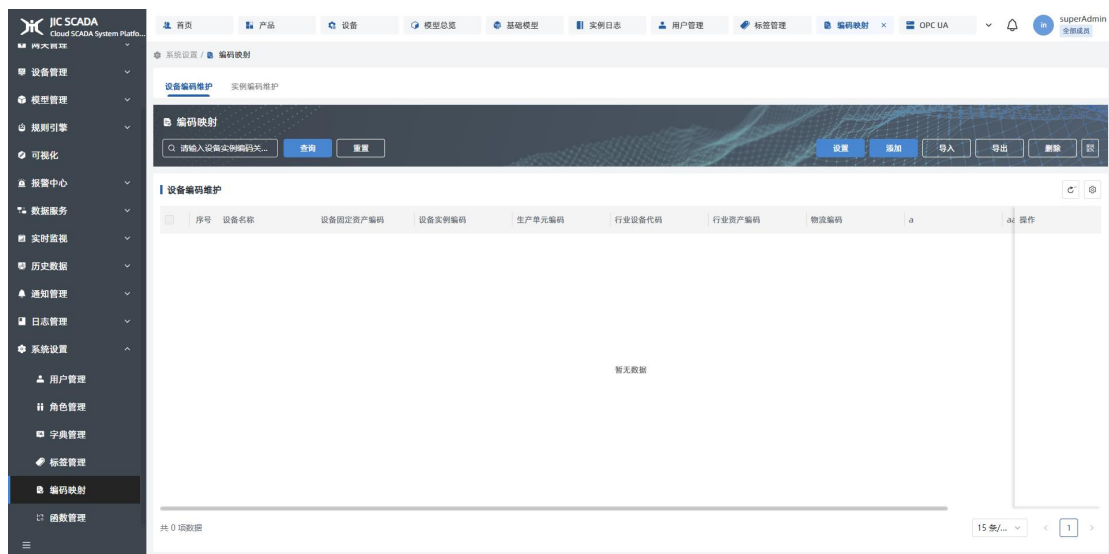 JIC SCADA
Cloud SCADA System Platfo...
首页
产品
设备
模型总览
基础模型
实例日志
用户管理
标签管理
编码映射 ×
OPC UA
in
superAdmin
全部成员
网关管理
设备管理
模型管理
规则引擎
可视化
报警中心
数据服务
实时监视
历史数据
通知管理
日志管理
系统设置
用户管理
角色管理
字典管理
标签管理
编码映射
函数管理
系统设置 / 编码映射
设备编码维护 实例编码维护
编码映射
请输入设备实例编码关...
查询
重置
设置
添加
导入
导出
删除
设备编码维护
序号 设备名称 设备固定资产编码 设备实例编码 生产单元编码 行业设备代码 行业资产编码 物流编码 a 操作
暂无数据
共 0 项数据
15 条/...
< 1 >